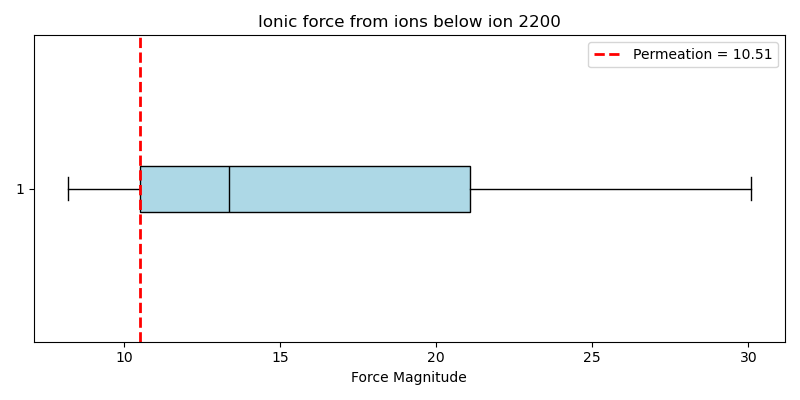 Ionic force from ions below ion 2200
Permeation = 10.51
1
10 15 20 25 30
Force Magnitude